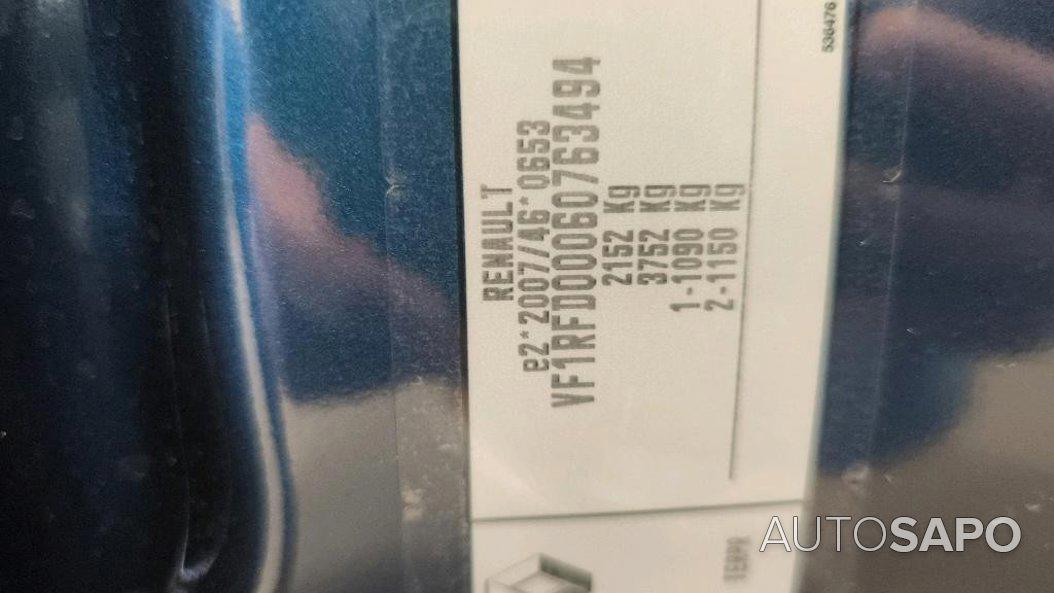 RENAULT
e2*2007/46*0653
VF1RFD00060763494
2152 Kg
3752 Kg
1-1090 Kg
2-1150 Kg
536476
AUTOSAPO